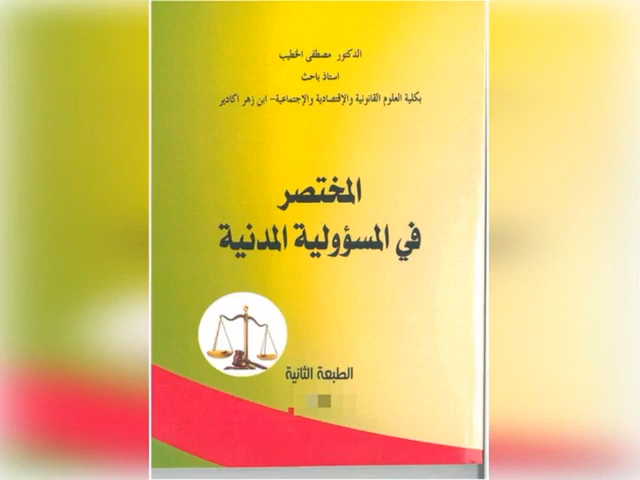 الدكتور مصطفى الخطيب
استاذ باحث
بكلية العلوم القانونية والإقتصادية والإجتماعية- ابن زهر اكادير
المختصر
في المسؤولية المدنية
الطبعة الثانية